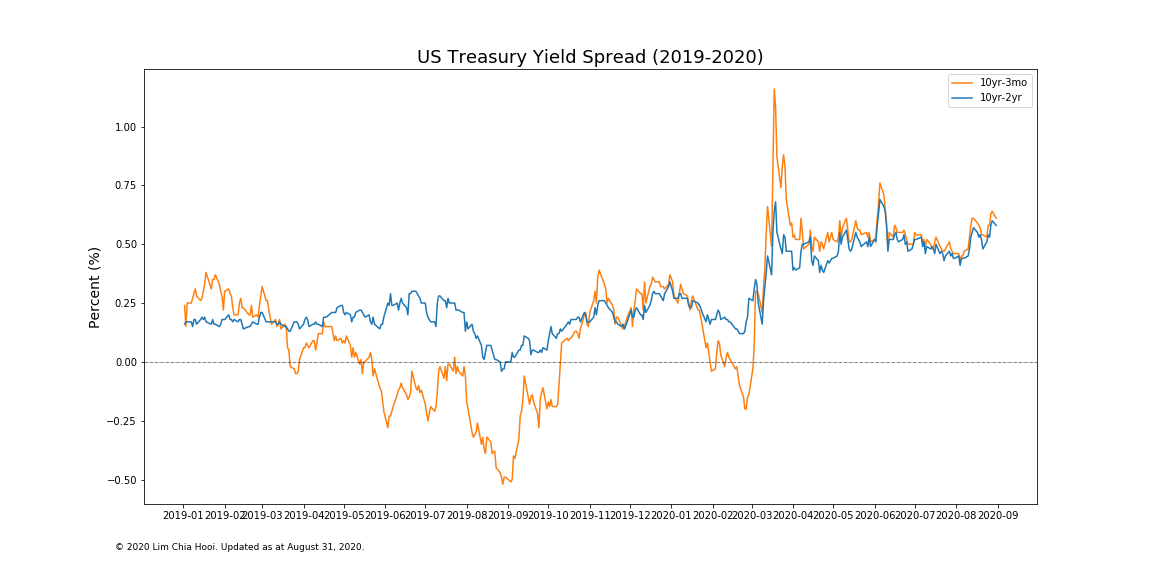 US Treasury Yield Spread (2019-2020)
10yr-3mo
10yr-2yr
Percent (%)
1.00
0.75
0.50
0.25
0.00
−0.25
−0.50
2019-01 2019-02 2019-03 2019-04 2019-05 2019-06 2019-07 2019-08 2019-09 2019-10 2019-11 2019-12 2020-01 2020-02 2020-03 2020-04 2020-05 2020-06 2020-07 2020-08 2020-09
© 2020 Lim Chia Hooi. Updated as at August 31, 2020.